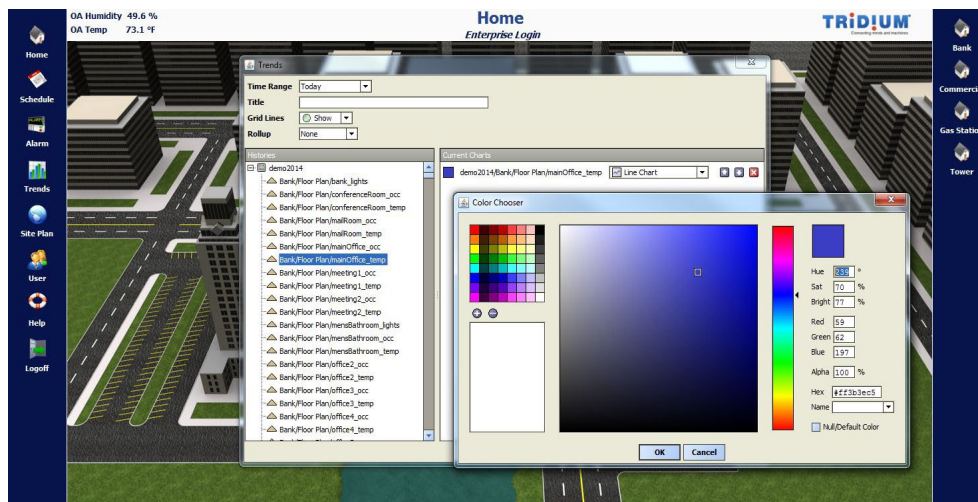 OA Humidity 49.6 %
OA Temp 73.1 °F
Home
Enterprise Login
TRIDIUM
Connecting minds and machines
Home
Schedule
Alarm
Trends
Site Plan
User
Help
Logoff
Bank
Commerci
Gas Statio
Tower
Trends
Time Range Today
Title
Grid Lines Show
Rollup None
Histories
demo2014
Bank/Floor Plan/bank_lights
Bank/Floor Plan/conferenceRoom_occ
Bank/Floor Plan/conferenceRoom_temp
Bank/Floor Plan/mailRoom_occ
Bank/Floor Plan/mailRoom_temp
Bank/Floor Plan/mainOffice_occ
Bank/Floor Plan/mainOffice_temp
Bank/Floor Plan/meeting1_occ
Bank/Floor Plan/meeting1_temp
Bank/Floor Plan/meeting2_occ
Bank/Floor Plan/meeting2_temp
Bank/Floor Plan/mensBathroom_lights
Bank/Floor Plan/mensBathroom_occ
Bank/Floor Plan/mensBathroom_temp
Bank/Floor Plan/office2_occ
Bank/Floor Plan/office2_temp
Bank/Floor Plan/office3_occ
Bank/Floor Plan/office3_temp
Bank/Floor Plan/office4_occ
Bank/Floor Plan/office4_temp
Current Charts
demo2014/Bank/Floor Plan/mainOffice_temp Line Chart
Color Chooser
Hue 239 °
Sat 70 %
Bright 77 %
Red 59
Green 62
Blue 197
Alpha 100 %
Hex #ff3b3ec5
Name
Null/Default Color
OK Cancel